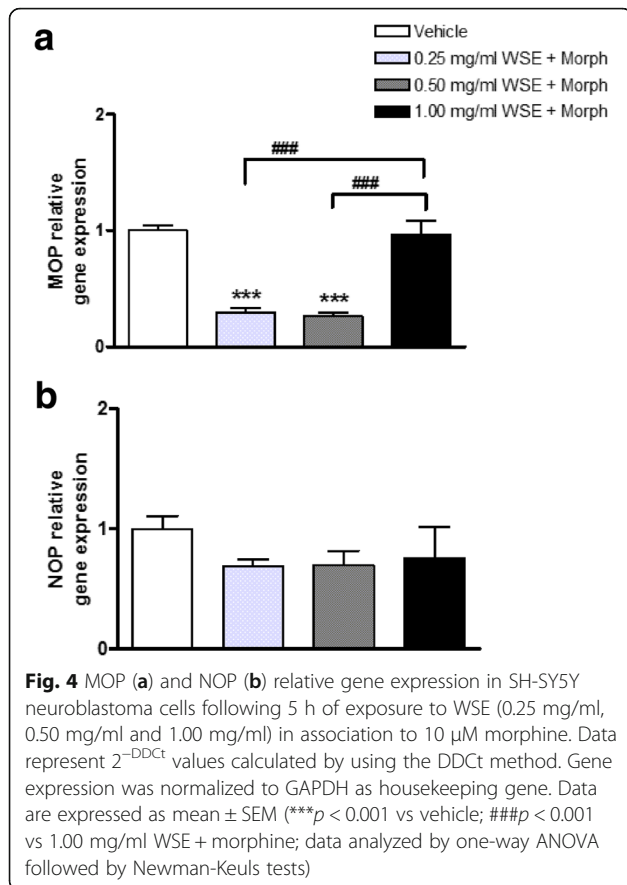 a
Vehicle
0.25 mg/ml WSE + Morph
0.50 mg/ml WSE + Morph
1.00 mg/ml WSE + Morph
2
1
0
MOP relative
gene expression
###
###
***
***
b
2
1
0
NOP relative
gene expression
Fig. 4 MOP (a) and NOP (b) relative gene expression in SH-SY5Y
neuroblastoma cells following 5 h of exposure to WSE (0.25 mg/ml,
0.50 mg/ml and 1.00 mg/ml) in association to 10 μM morphine. Data
represent 2−DDCt values calculated by using the DDCt method. Gene
expression was normalized to GAPDH as housekeeping gene. Data
are expressed as mean ± SEM (***p < 0.001 vs vehicle; ###p < 0.001
vs 1.00 mg/ml WSE + morphine; data analyzed by one-way ANOVA
followed by Newman-Keuls tests)